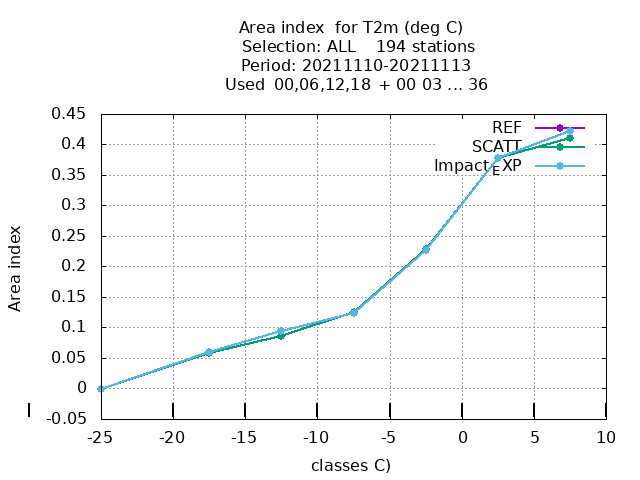 Area index  for T2m (deg C)
Selection: ALL    194 stations
Period: 20211110-20211113
Used  00,06,12,18  + 00 03 ... 36
0.45
0.4
0.35
0.3
0.25
0.2
0.15
0.1
0.05
0
-0.05
Area index
REF
SCATT
Impact_EXP
-25 -20 -15 -10 -5 0 5 10
classes C)